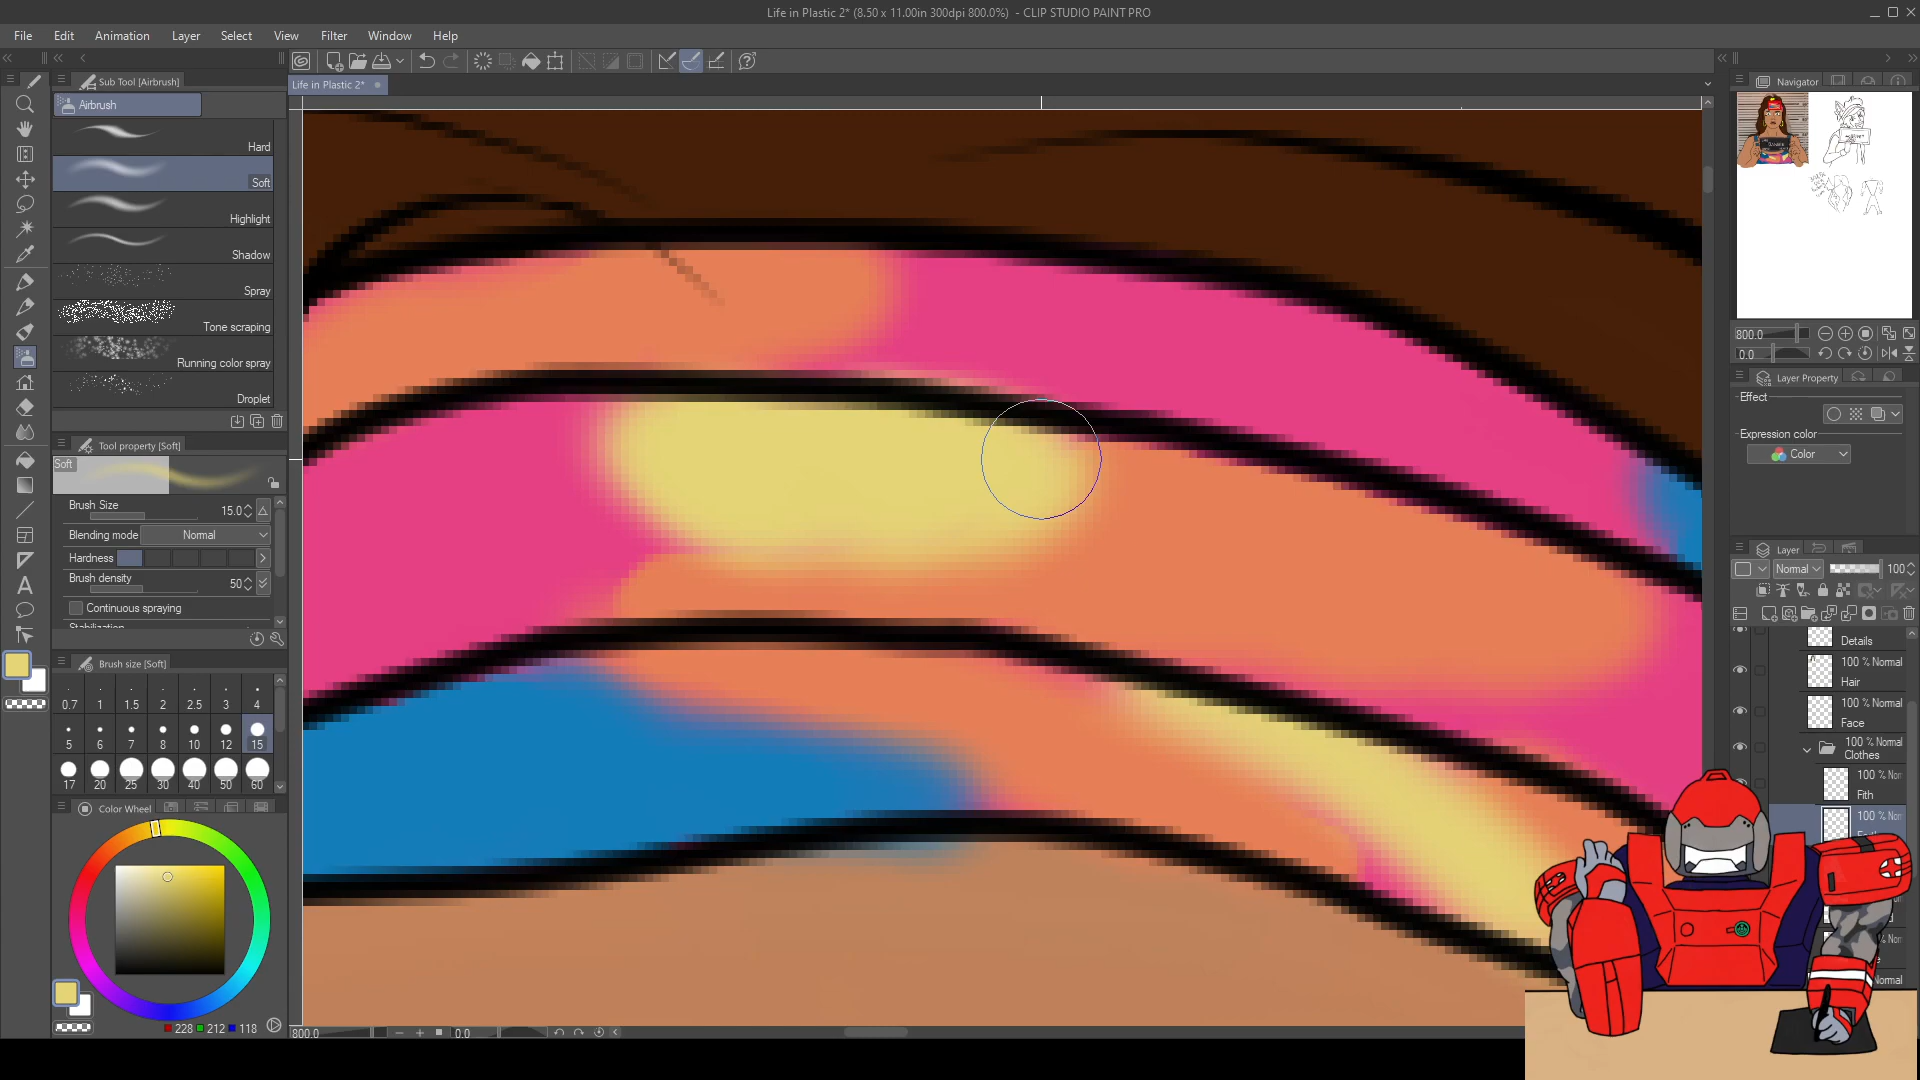 Life in Plastic 2* (8.50 x 11.00in 300dpi 800.0%) - CLIP STUDIO PAINT PRO
File Edit Animation Layer Select View Filter Window Help
Sub Tool [Airbrush]
Life in Plastic 2*
Navigator
Airbrush
Hard
Soft
Highlight
Shadow
Spray
Tone scraping
Running color spray
Droplet
800.0
0.0
Layer Property
Effect
Expression color
Color
Tool property [Soft]
Soft
Brush Size 15.0
Blending mode Normal
Hardness
Brush density 50
Continuous spraying
Layer
Normal 100
Details
100 % Normal
Hair
100 % Normal
Face
100 % Normal
Clothes
100 % Nor
Fith
100 % Nor
Brush size [Soft]
0.7 1 1.5 2 2.5 3 4
5 6 7 8 10 12 15
17 20 25 30 40 50 60
Color Wheel
228 212 118
800.0 0.0